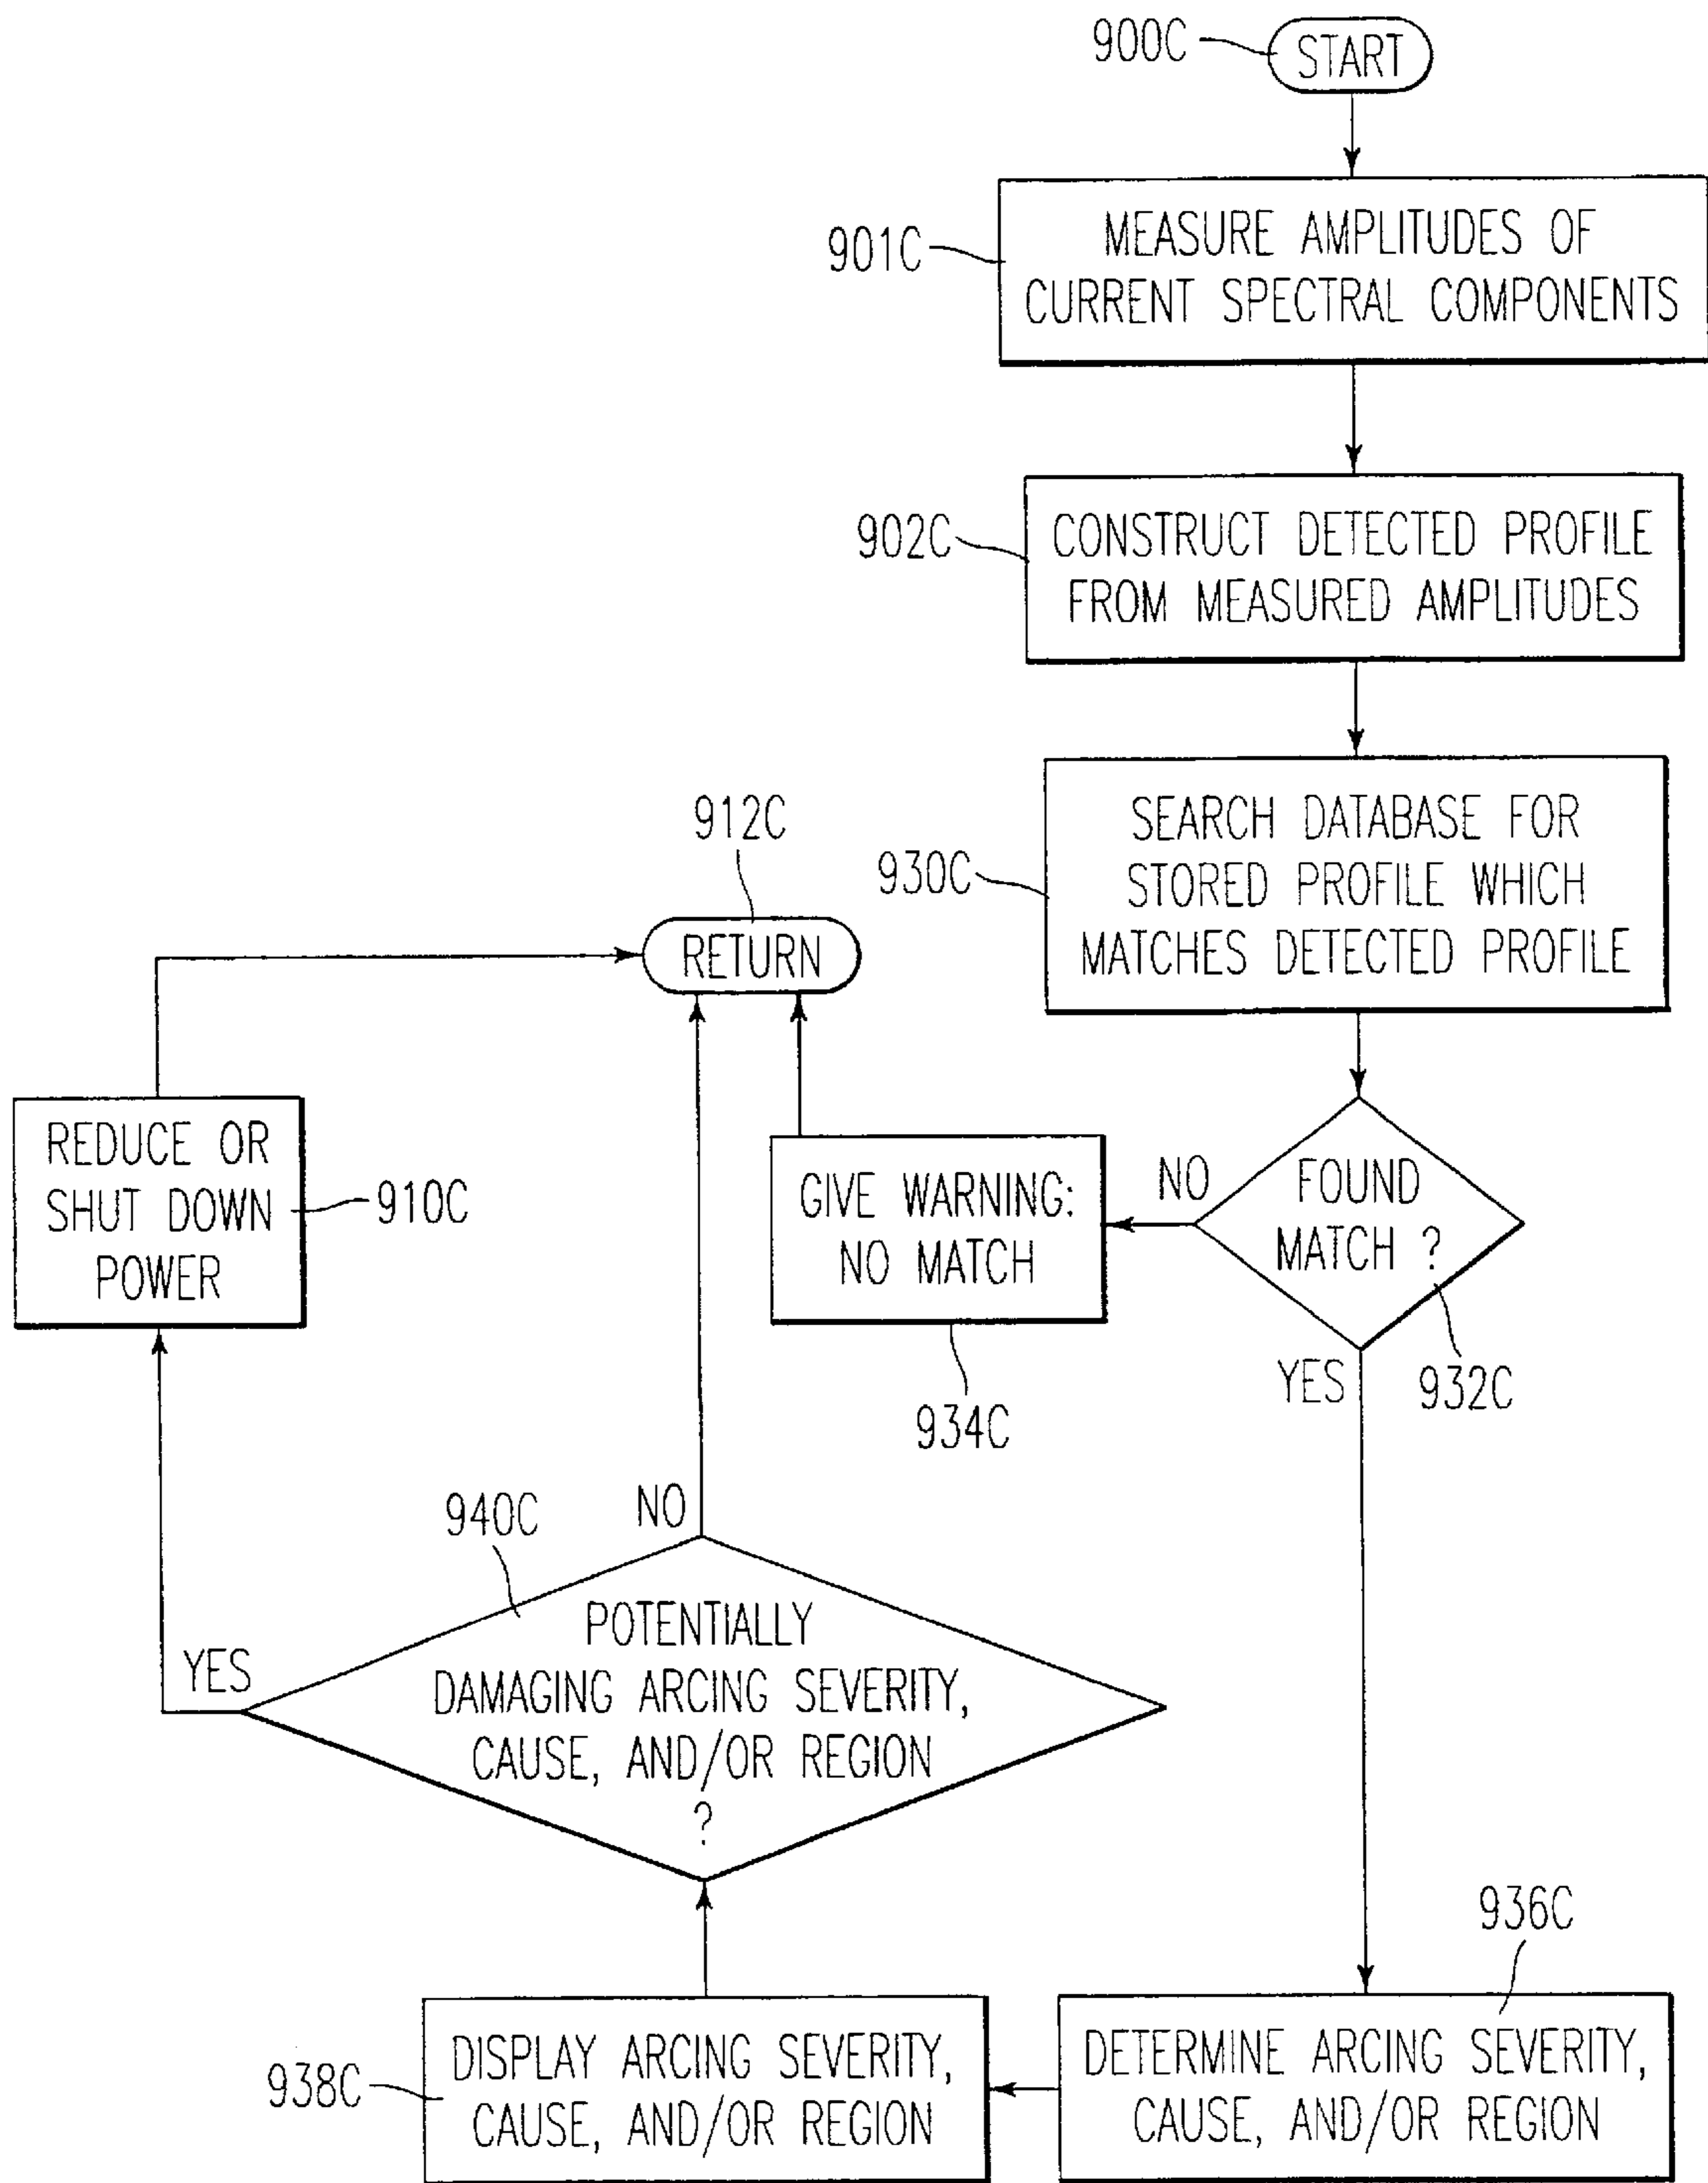 900C
START
901C
MEASURE AMPLITUDES OF
CURRENT SPECTRAL COMPONENTS
902C
CONSTRUCT DETECTED PROFILE
FROM MEASURED AMPLITUDES
930C
SEARCH DATABASE FOR
STORED PROFILE WHICH
MATCHES DETECTED PROFILE
912C
RETURN
REDUCE OR
SHUT DOWN
POWER
910C
GIVE WARNING:
NO MATCH
934C
NO
FOUND
MATCH ?
932C
YES
940C
NO
YES
POTENTIALLY
DAMAGING ARCING SEVERITY,
CAUSE, AND/OR REGION
?
936C
DETERMINE ARCING SEVERITY,
CAUSE, AND/OR REGION
938C
DISPLAY ARCING SEVERITY,
CAUSE, AND/OR REGION